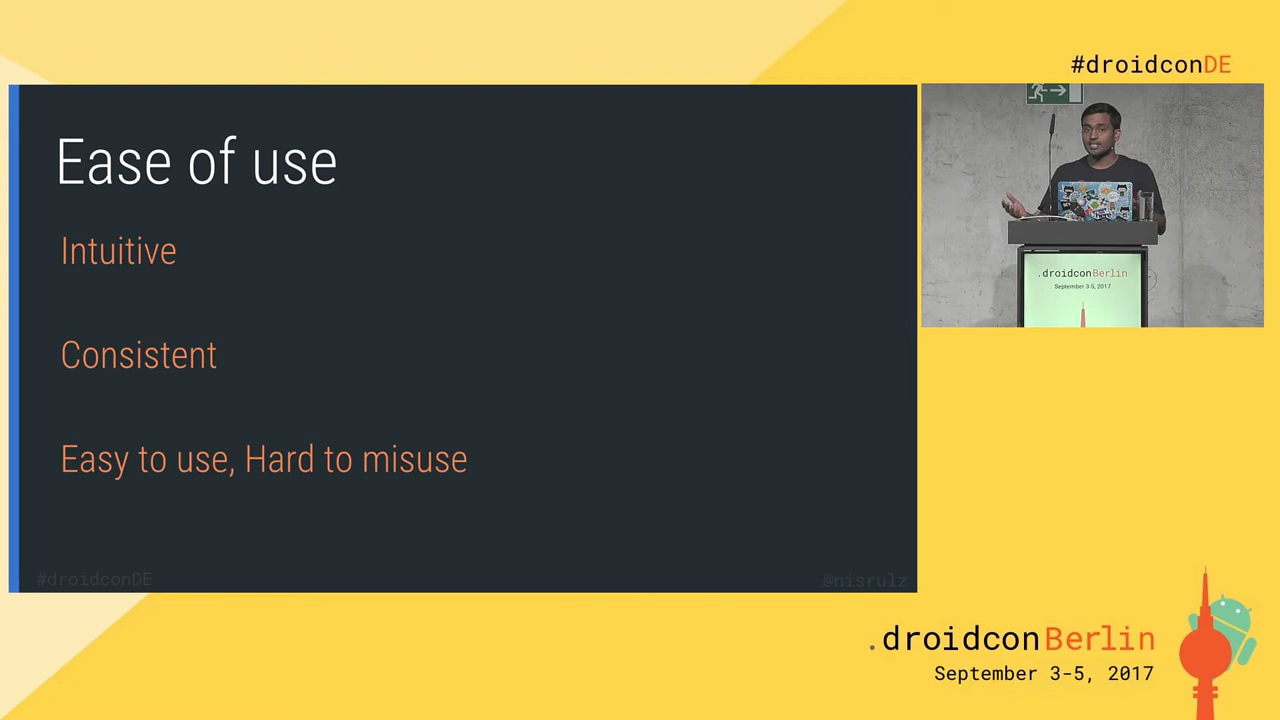 #droidconDE
Ease of use
Intuitive
Consistent
Easy to use, Hard to misuse
#droidconDE
@nisrulz
.droidconBerlin
September 3-5, 2017
.droidconBerlin
September 3-5, 2017